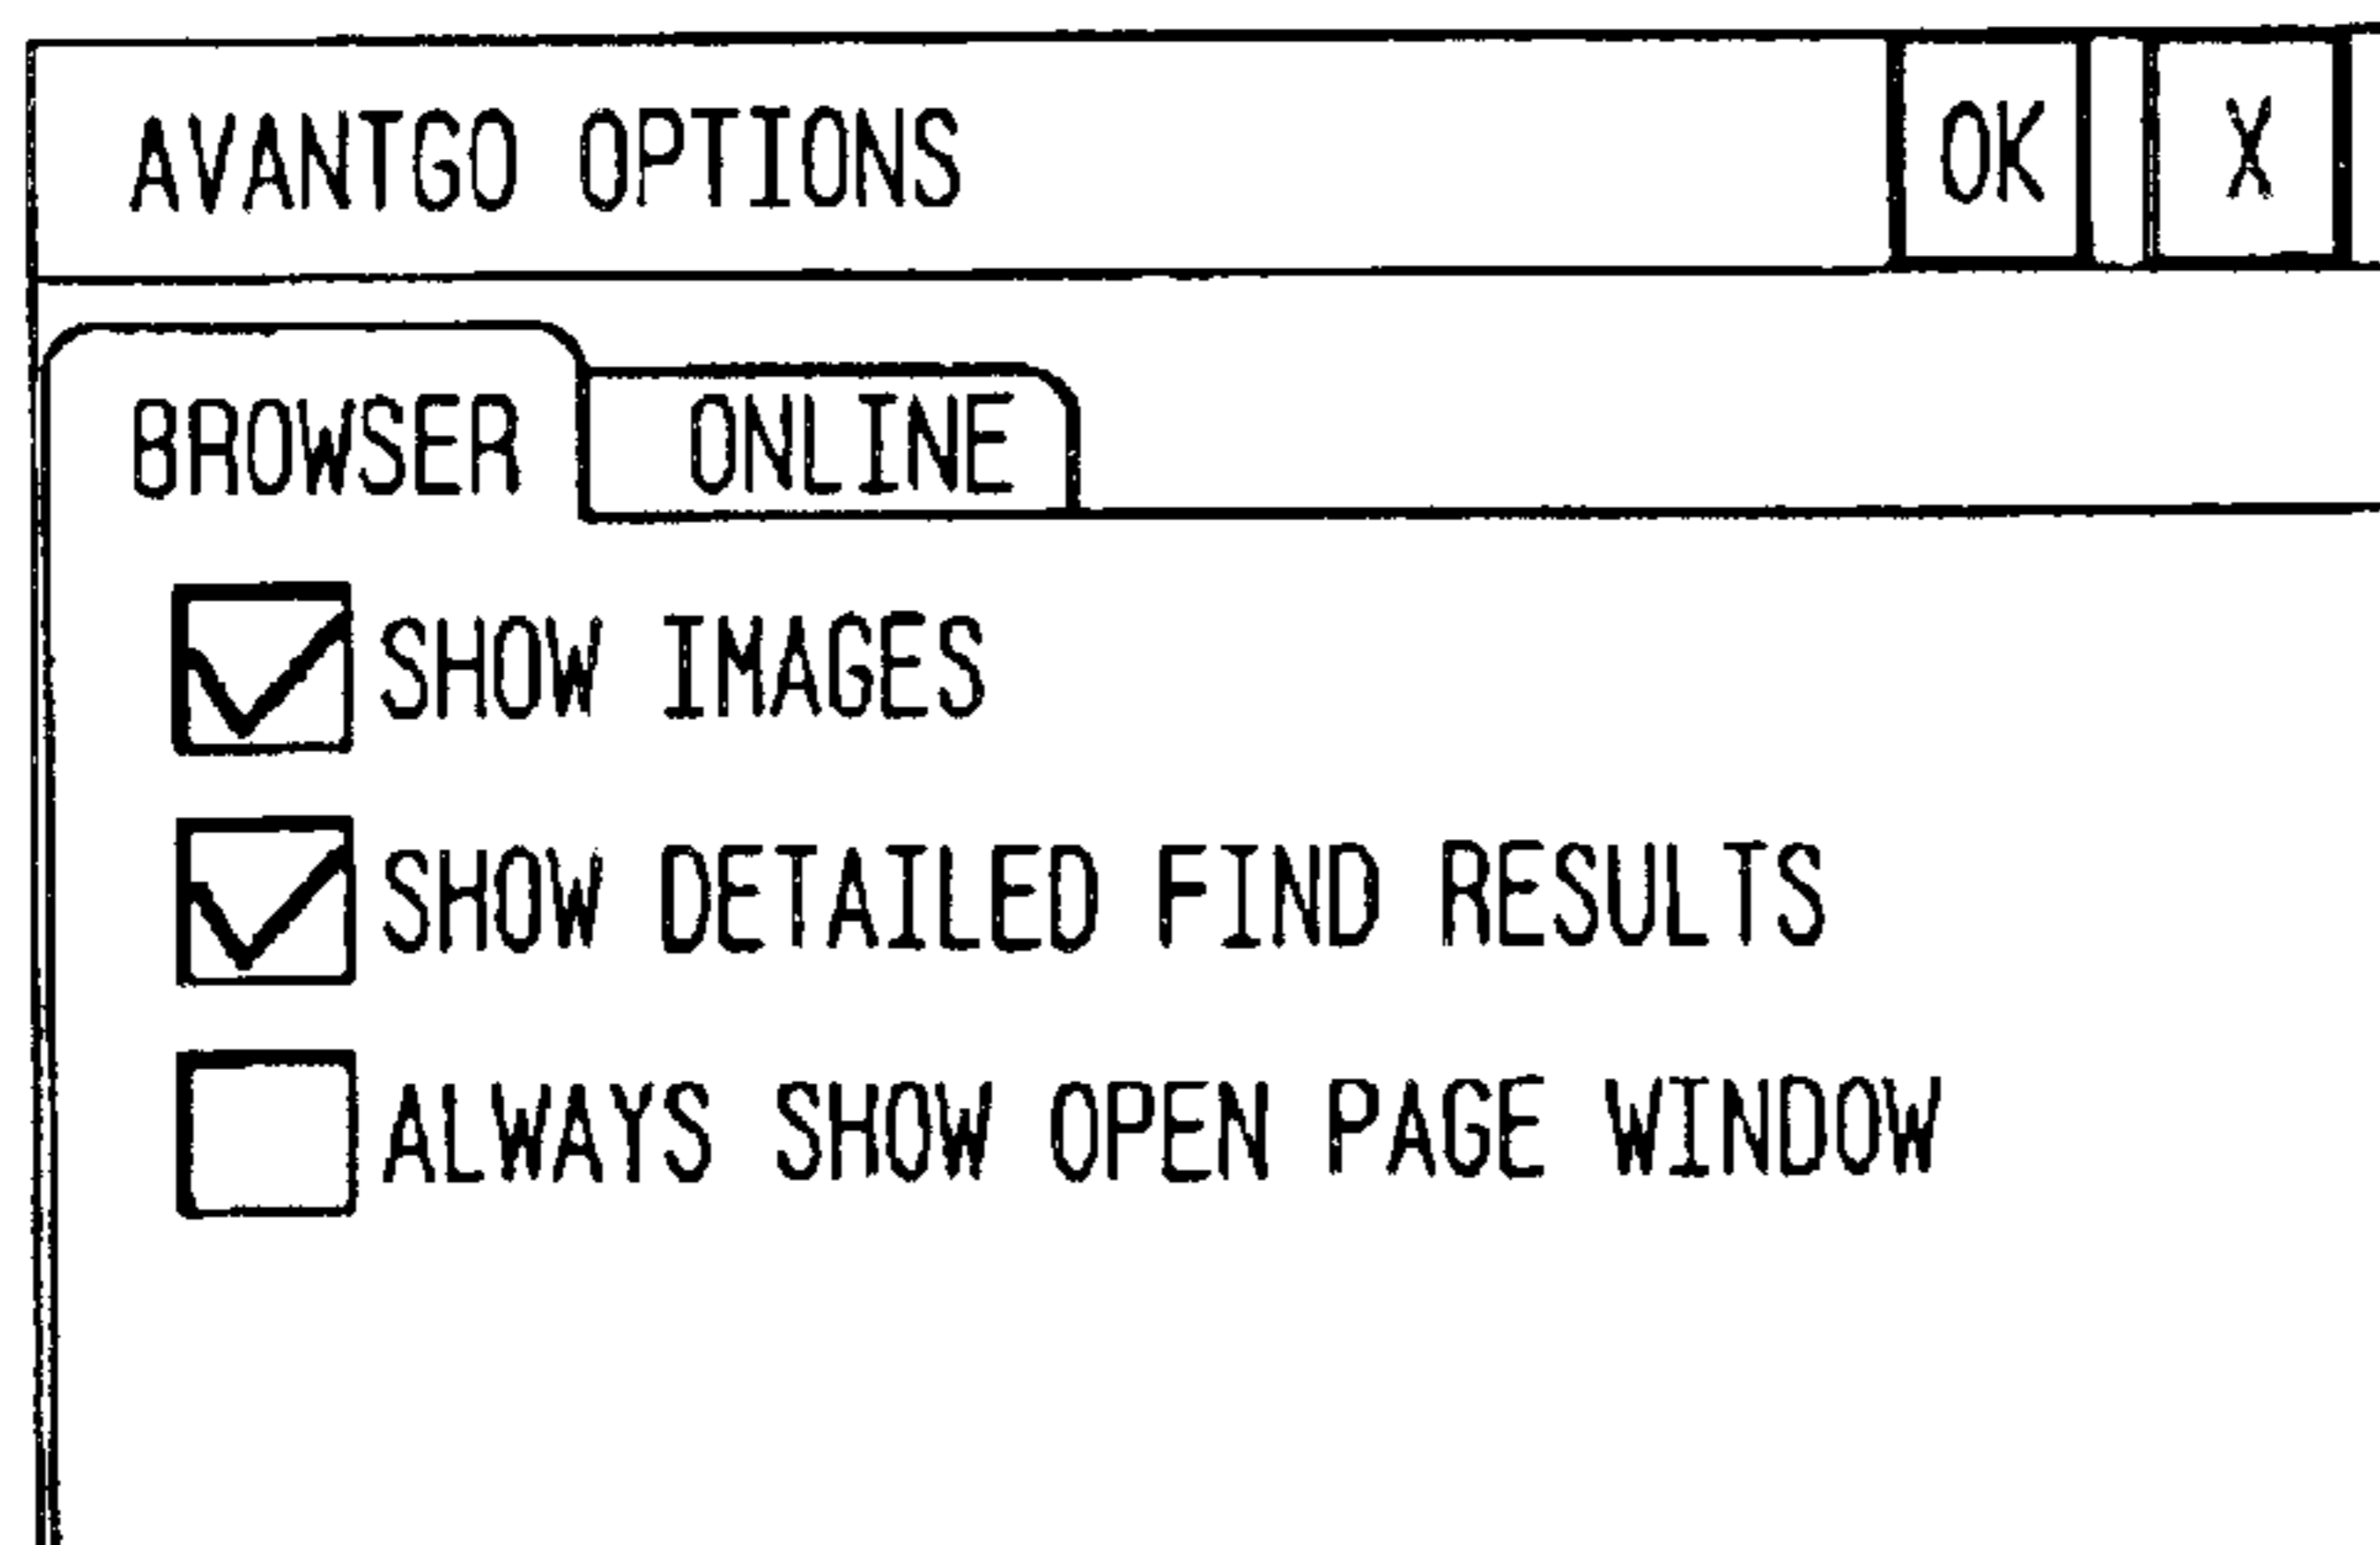 AVANTGO OPTIONS OK X
BROWSER ONLINE
SHOW IMAGES
SHOW DETAILED FIND RESULTS
ALWAYS SHOW OPEN PAGE WINDOW